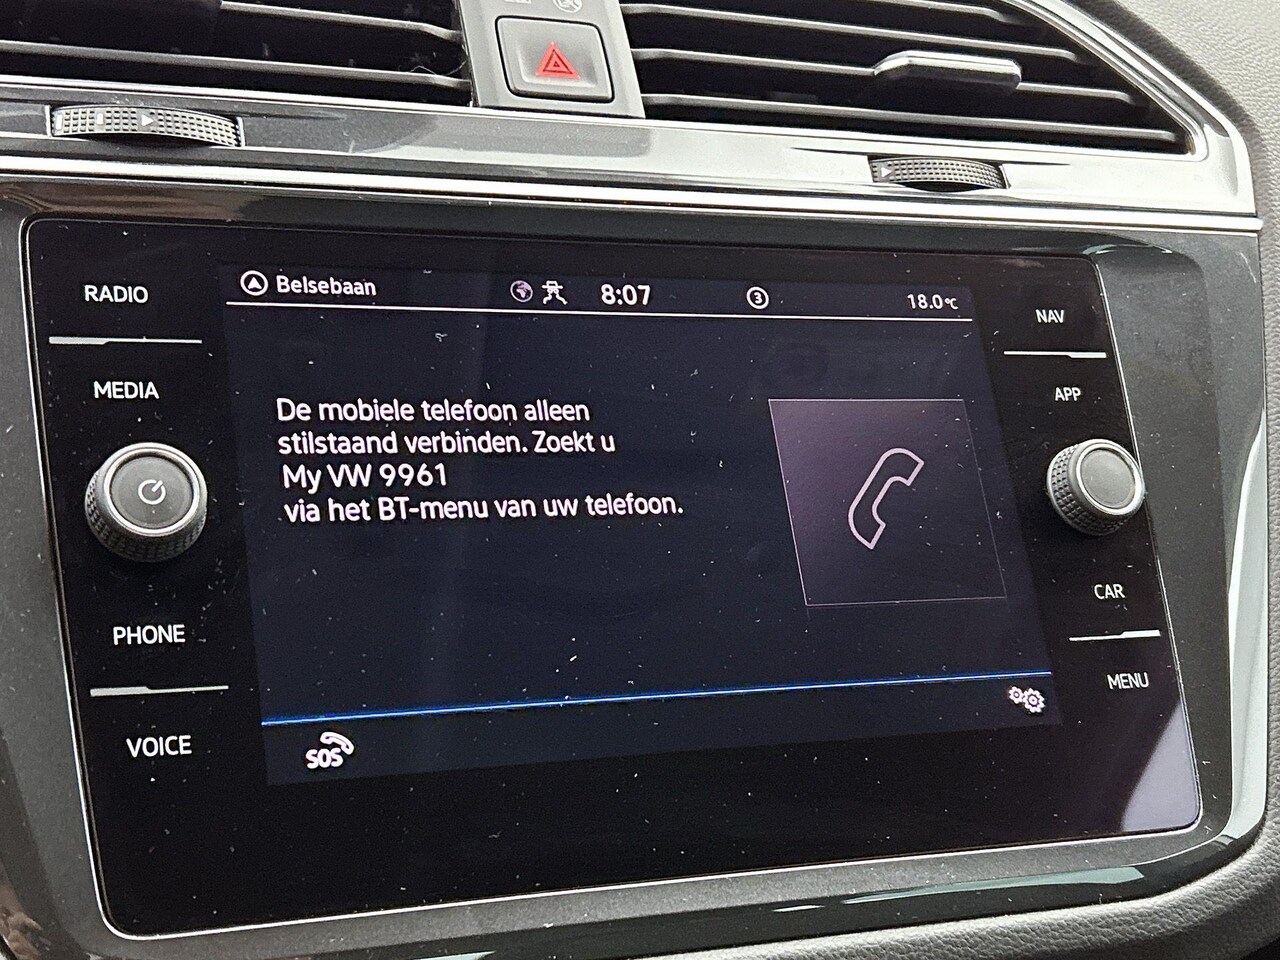 RADIO
MEDIA
PHONE
VOICE
Belsebaan
8:07
3
18.0°C
De mobiele telefoon alleen
stilstaand verbinden. Zoekt u
My VW 9961
via het BT-menu van uw telefoon.
SOS
NAV
APP
CAR
MENU